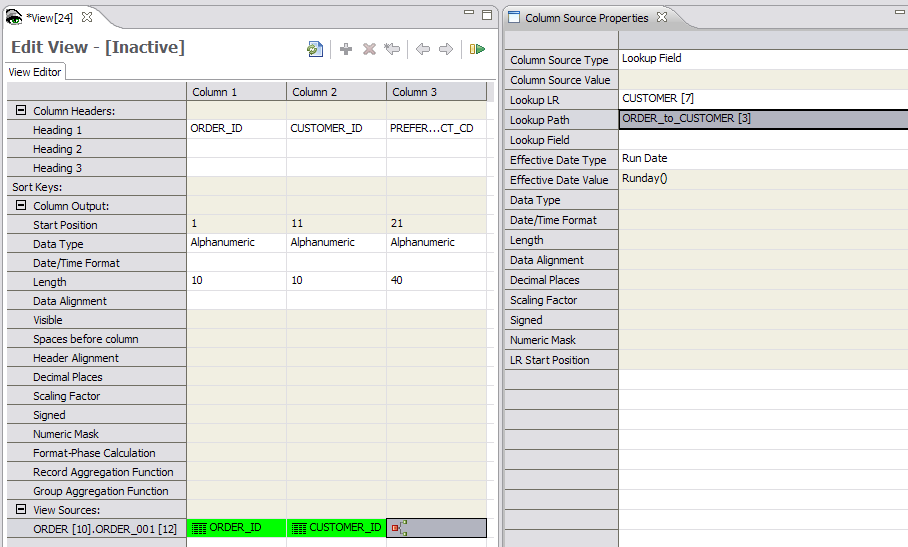 *View[24]
Edit View - [Inactive]
View Editor
Column 1 Column 2 Column 3
Column Headers:
Heading 1 ORDER_ID CUSTOMER_ID PREFER...CT_CD
Heading 2
Heading 3
Sort Keys:
Column Output:
Start Position 1 11 21
Data Type Alphanumeric Alphanumeric Alphanumeric
Date/Time Format
Length 10 10 40
Data Alignment
Visible
Spaces before column
Header Alignment
Decimal Places
Scaling Factor
Signed
Numeric Mask
Format-Phase Calculation
Record Aggregation Function
Group Aggregation Function
View Sources:
ORDER [10].ORDER_001 [12] ORDER_ID CUSTOMER_ID
Column Source Properties
Column Source Type Lookup Field
Column Source Value
Lookup LR CUSTOMER [7]
Lookup Path ORDER_to_CUSTOMER [3]
Lookup Field
Effective Date Type Run Date
Effective Date Value Runday()
Data Type
Date/Time Format
Length
Data Alignment
Decimal Places
Scaling Factor
Signed
Numeric Mask
LR Start Position